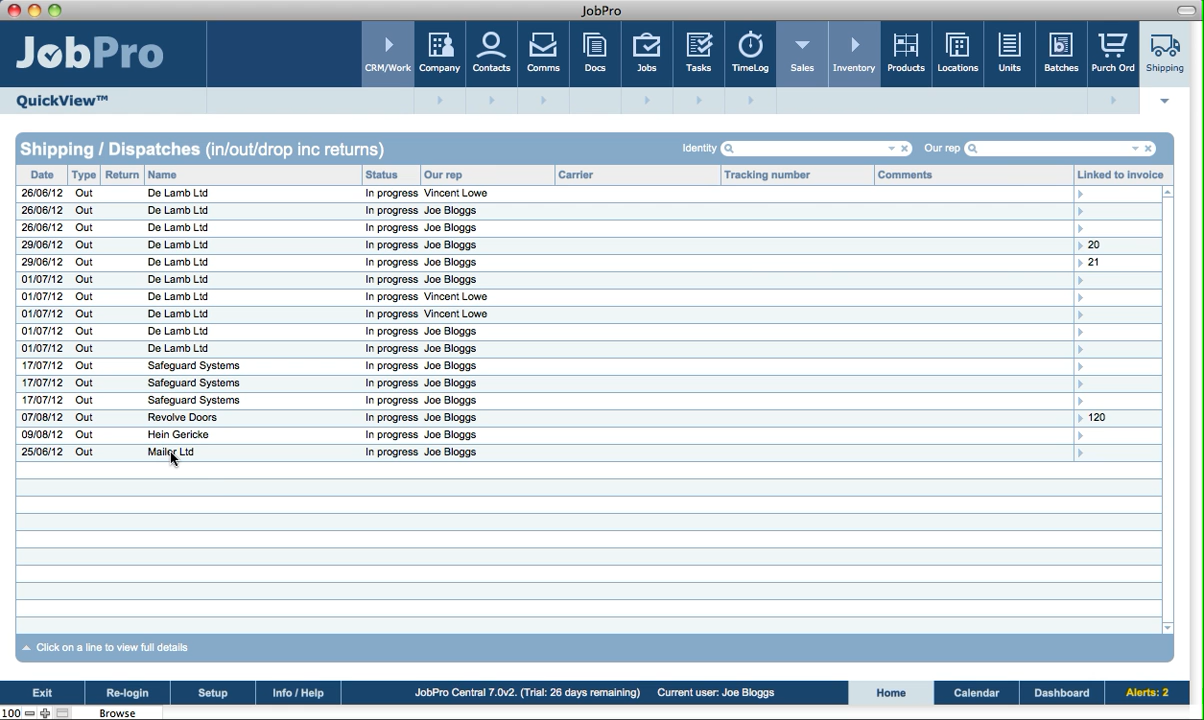 JobPro
JobPro
CRM/Work Company Contacts Comms Docs Jobs Tasks TimeLog Sales Inventory Products Locations Units Batches Purch Ord Shipping
QuickView™
Shipping / Dispatches (in/out/drop inc returns) Identity Our rep
Date Type Return Name Status Our rep Carrier Tracking number Comments Linked to invoice
26/06/12 Out De Lamb Ltd In progress Vincent Lowe
26/06/12 Out De Lamb Ltd In progress Joe Bloggs
26/06/12 Out De Lamb Ltd In progress Joe Bloggs
29/06/12 Out De Lamb Ltd In progress Joe Bloggs 20
29/06/12 Out De Lamb Ltd In progress Joe Bloggs 21
01/07/12 Out De Lamb Ltd In progress Joe Bloggs
01/07/12 Out De Lamb Ltd In progress Vincent Lowe
01/07/12 Out De Lamb Ltd In progress Vincent Lowe
01/07/12 Out De Lamb Ltd In progress Joe Bloggs
01/07/12 Out De Lamb Ltd In progress Joe Bloggs
17/07/12 Out Safeguard Systems In progress Joe Bloggs
17/07/12 Out Safeguard Systems In progress Joe Bloggs
17/07/12 Out Safeguard Systems In progress Joe Bloggs
07/08/12 Out Revolve Doors In progress Joe Bloggs 120
09/08/12 Out Hein Gericke In progress Joe Bloggs
25/06/12 Out Mailer Ltd In progress Joe Bloggs
Click on a line to view full details
Exit Re-login Setup Info / Help JobPro Central 7.0v2. (Trial: 26 days remaining) Current user: Joe Bloggs Home Calendar Dashboard Alerts: 2
100 Browse